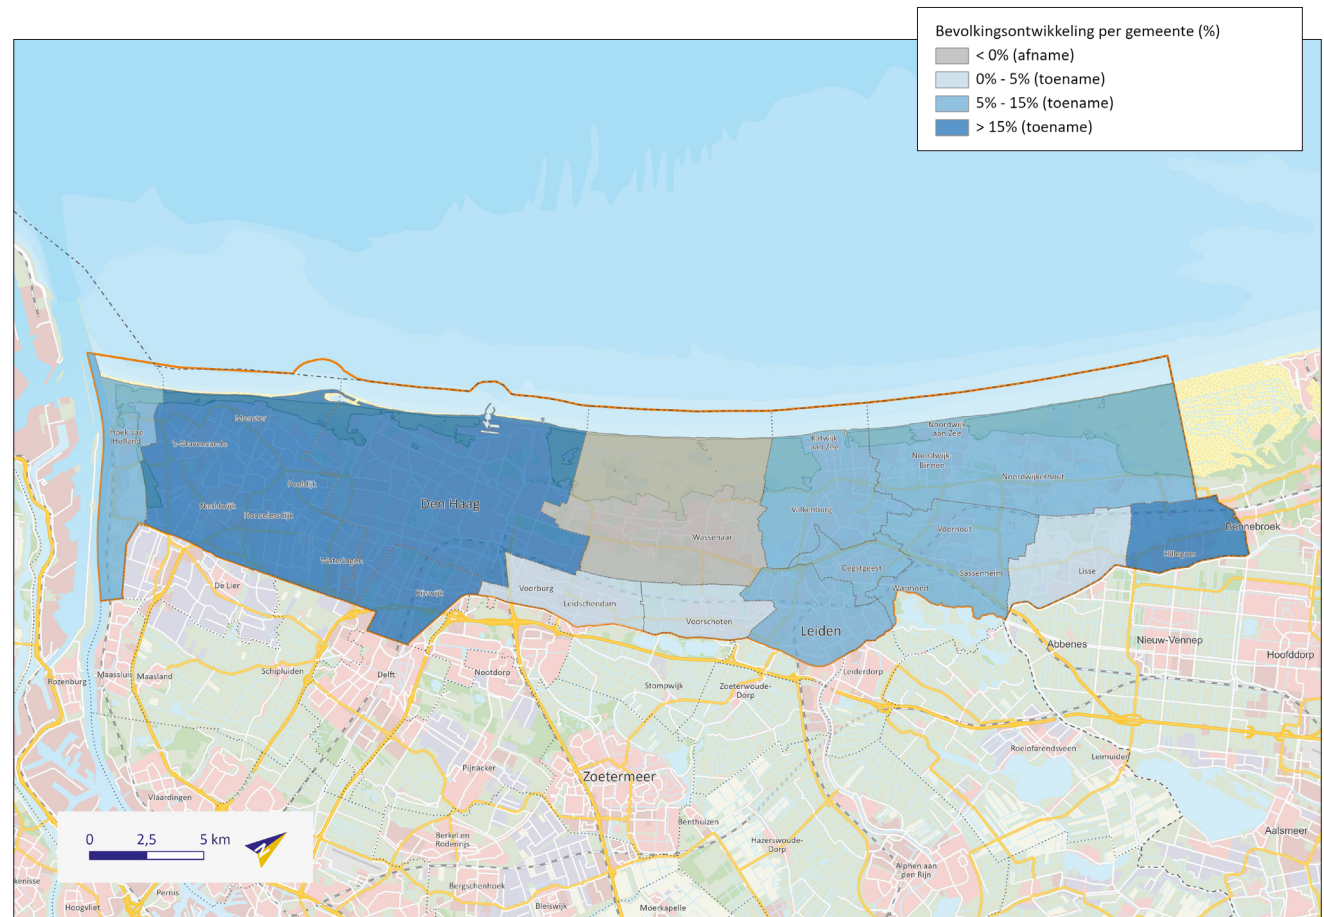 Bevolkingsontwikkeling per gemeente (%)
< 0% (afname)
0% - 5% (toename)
5% - 15% (toename)
> 15% (toename)
Monster
Hoek van
Holland
's-Gravenzande
Poeldijk
Naaldwijk
Honselersdijk
Den Haag
Wateringen
Rijswijk
Voorburg
Leidschendam
Voorschoten
Wassenaar
Katwijk
aan Zee
Valkenburg
Noordwijk
aan Zee
Noordwijk-
Binnen
Noordwijkerhout
Voorhout
Oegstgeest
Sassenheim
Warmond
Leiden
Lisse
Hillegom
Bennebroek
De Lier
Abbenes
Nieuw-Vennep
Hoofddorp
Rozenburg
Maassluis
Maasland
Schipluiden
Delft
Nootdorp
Stompwijk
Zoeterwoude-
Dorp
Leiderdorp
Roelofarendsveen
Leimuiden
Pijnacker
Zoetermeer
Vlaardingen
Benthuizen
Aalsmeer
0 2,5 5 km
N
Berkel en
Rodenrijs
Hazerswoude-
Dorp
Alphen aan
den Rijn
kenisse
Pernis
Bergschenhoek
Hoogvliet
Bleiswijk
Moerkapelle